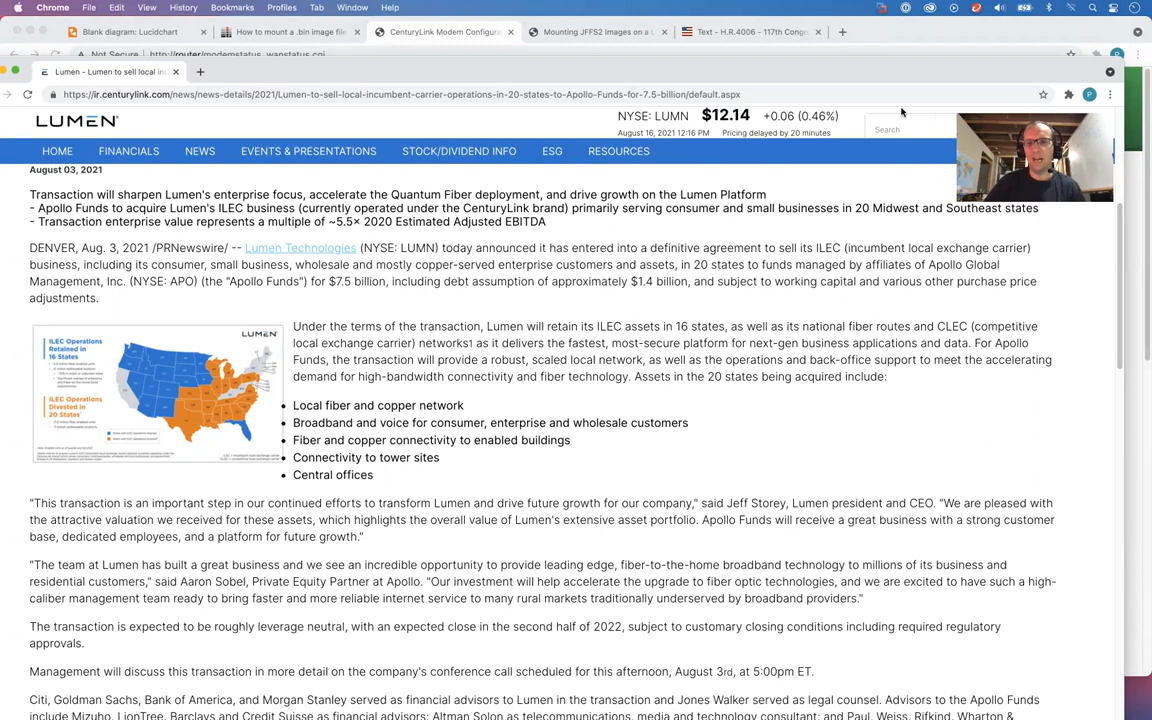 Chrome File Edit View History Bookmarks Profiles Tab Window Help
Blank diagram: Lucidchart How to mount a .bin image file CenturyLink Modem Configura Mounting JFFS2 Images on a L Text - H.R.4006 - 117th Cong
Not Secure http://router/modemstatus_wanstatus.cgi
Lumen - Lumen to sell local in
https://ir.centurylink.com/news/news-details/2021/Lumen-to-sell-local-incumbent-carrier-operations-in-20-states-to-Apollo-Funds-for-7.5-billion/default.aspx
LUMEN NYSE: LUMN $12.14 +0.06 (0.46%)
August 16, 2021 12:16 PM Pricing delayed by 20 minutes Search
HOME FINANCIALS NEWS EVENTS & PRESENTATIONS STOCK/DIVIDEND INFO ESG RESOURCES
August 03, 2021
Transaction will sharpen Lumen's enterprise focus, accelerate the Quantum Fiber deployment, and drive growth on the Lumen Platform
- Apollo Funds to acquire Lumen's ILEC business (currently operated under the CenturyLink brand) primarily serving consumer and small businesses in 20 Midwest and Southeast states
- Transaction enterprise value represents a multiple of ~5.5x 2020 Estimated Adjusted EBITDA
DENVER, Aug. 3, 2021 /PRNewswire/ -- Lumen Technologies (NYSE: LUMN) today announced it has entered into a definitive agreement to sell its ILEC (incumbent local exchange carrier)
business, including its consumer, small business, wholesale and mostly copper-served enterprise customers and assets, in 20 states to funds managed by affiliates of Apollo Global
Management, Inc. (NYSE: APO) (the "Apollo Funds") for $7.5 billion, including debt assumption of approximately $1.4 billion, and subject to working capital and various other purchase price
adjustments.
LUMEN
ILEC Operations
Retained in
16 States
ILEC Operations
Divested in
20 States
Under the terms of the transaction, Lumen will retain its ILEC assets in 16 states, as well as its national fiber routes and CLEC (competitive
local exchange carrier) networks1 as it delivers the fastest, most-secure platform for next-gen business applications and data. For Apollo
Funds, the transaction will provide a robust, scaled local network, as well as the operations and back-office support to meet the accelerating
demand for high-bandwidth connectivity and fiber technology. Assets in the 20 states being acquired include:
• Local fiber and copper network
• Broadband and voice for consumer, enterprise and wholesale customers
• Fiber and copper connectivity to enabled buildings
• Connectivity to tower sites
• Central offices
"This transaction is an important step in our continued efforts to transform Lumen and drive future growth for our company," said Jeff Storey, Lumen president and CEO. "We are pleased with
the attractive valuation we received for these assets, which highlights the overall value of Lumen's extensive asset portfolio. Apollo Funds will receive a great business with a strong customer
base, dedicated employees, and a platform for future growth."
"The team at Lumen has built a great business and we see an incredible opportunity to provide leading edge, fiber-to-the-home broadband technology to millions of its business and
residential customers," said Aaron Sobel, Private Equity Partner at Apollo. "Our investment will help accelerate the upgrade to fiber optic technologies, and we are excited to have such a high-
caliber management team ready to bring faster and more reliable internet service to many rural markets traditionally underserved by broadband providers."
The transaction is expected to be roughly leverage neutral, with an expected close in the second half of 2022, subject to customary closing conditions including required regulatory
approvals.
Management will discuss this transaction in more detail on the company's conference call scheduled for this afternoon, August 3rd, at 5:00pm ET.
Citi, Goldman Sachs, Bank of America, and Morgan Stanley served as financial advisors to Lumen in the transaction and Jones Walker served as legal counsel. Advisors to the Apollo Funds
include Mizuho, LionTree, Barclays and Credit Suisse as financial advisors; Altman Solon as telecommunications, media and technology consultant; and Paul, Weiss, Rifkind, Wharton &